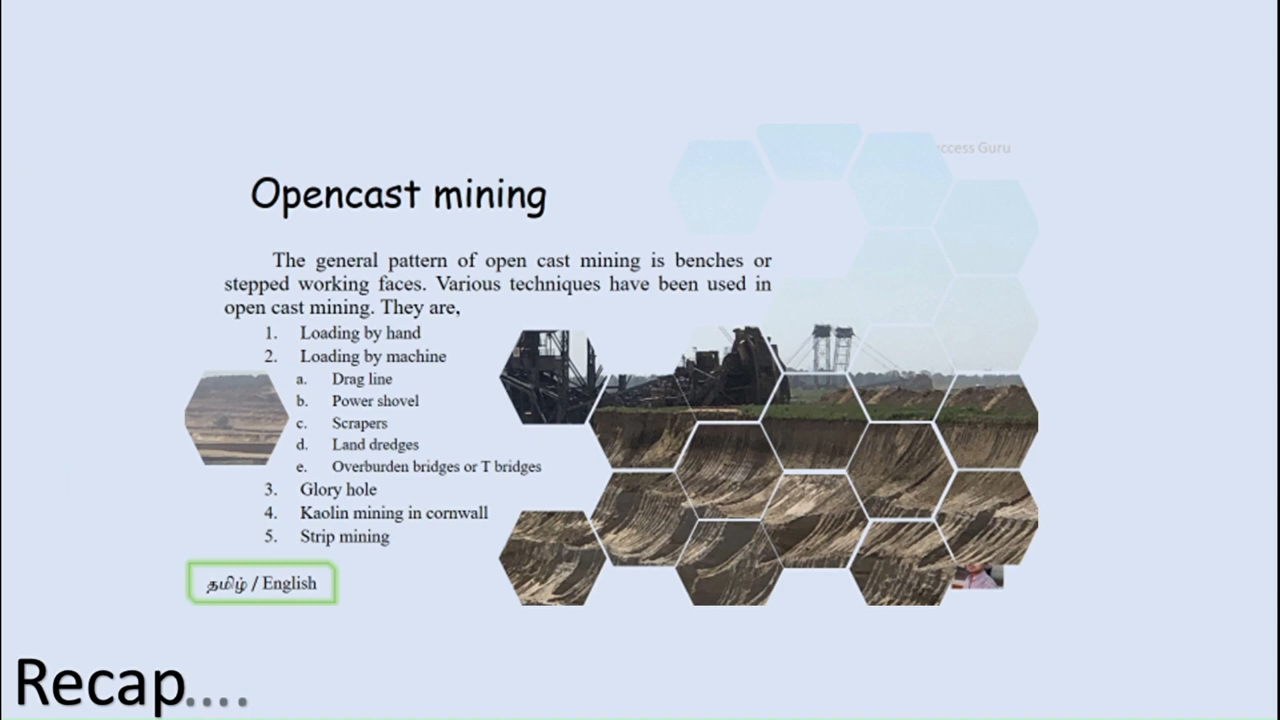 ccess Guru
Opencast mining
The general pattern of open cast mining is benches or
stepped working faces. Various techniques have been used in
open cast mining. They are,
1. Loading by hand
2. Loading by machine
a. Drag line
b. Power shovel
c. Scrapers
d. Land dredges
e. Overburden bridges or T bridges
3. Glory hole
4. Kaolin mining in cornwall
5. Strip mining
தமிழ் / English
Recap....